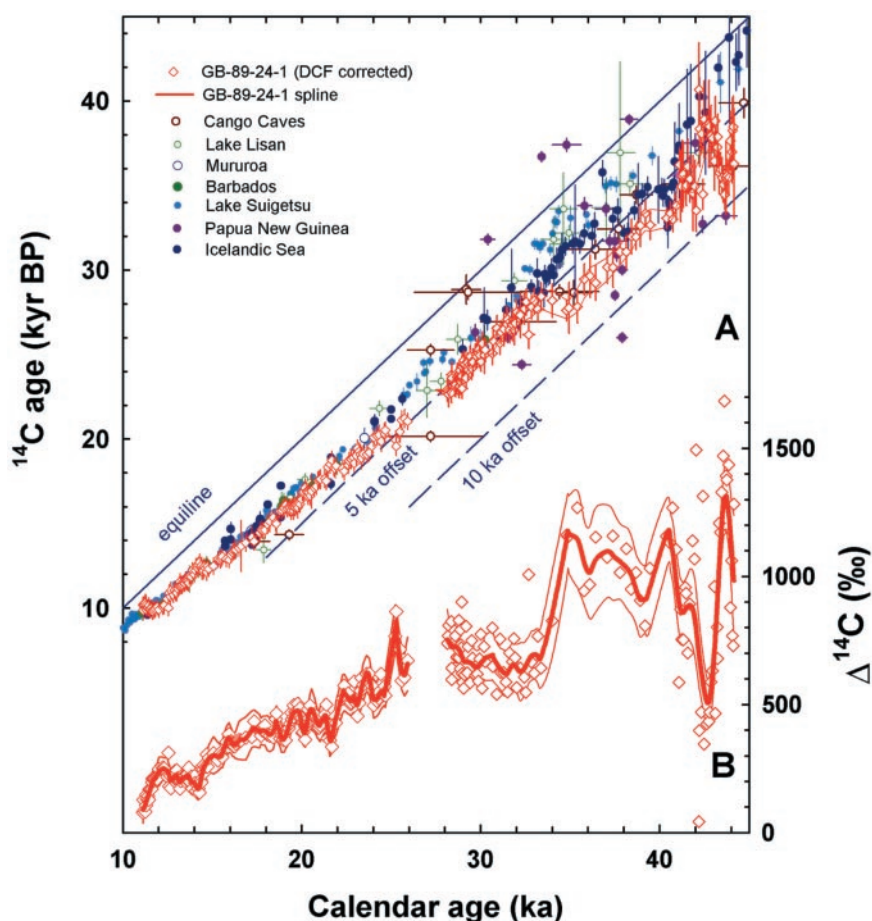 40
30
20
10
¹⁴C age (kyr BP)
GB-89-24-1 (DCF corrected)
GB-89-24-1 spline
Cango Caves
Lake Lisan
Mururoa
Barbados
Lake Suigetsu
Papua New Guinea
Icelandic Sea
equiline
5 ka offset
10 ka offset
A
B
1500
1000
500
0
Δ¹⁴C (‰)
10 20 30 40
Calendar age (ka)